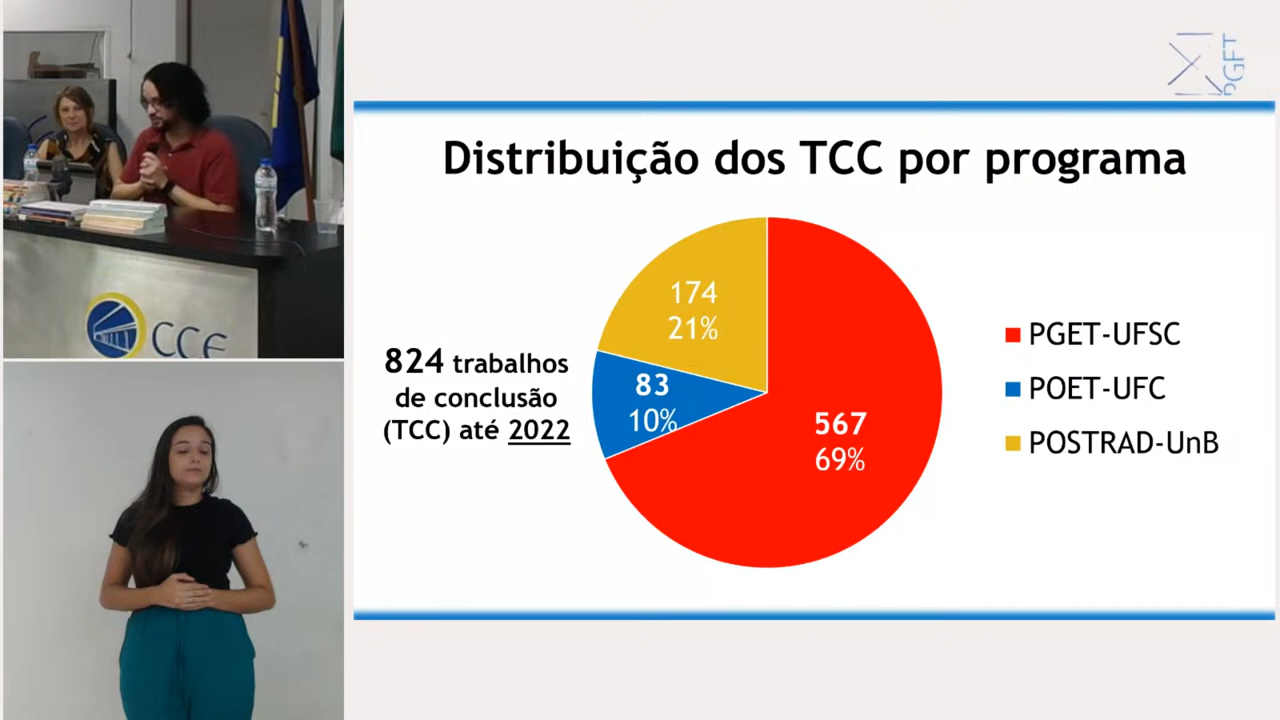 PGET
Distribuição dos TCC por programa
824 trabalhos
de conclusão
(TCC) até 2022
174
21%
83
10%
567
69%
PGET-UFSC
POET-UFC
POSTRAD-UnB
CCE